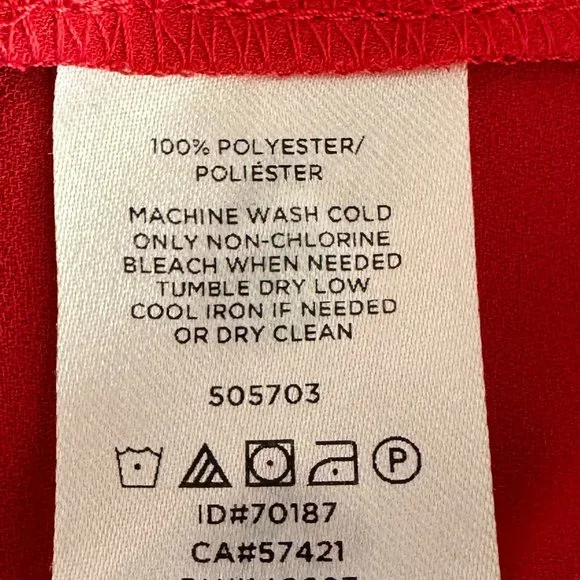 100% POLYESTER/
POLIÉSTER
MACHINE WASH COLD
ONLY NON-CHLORINE
BLEACH WHEN NEEDED
TUMBLE DRY LOW
COOL IRON IF NEEDED
OR DRY CLEAN
505703
P
ID#70187
CA#57421